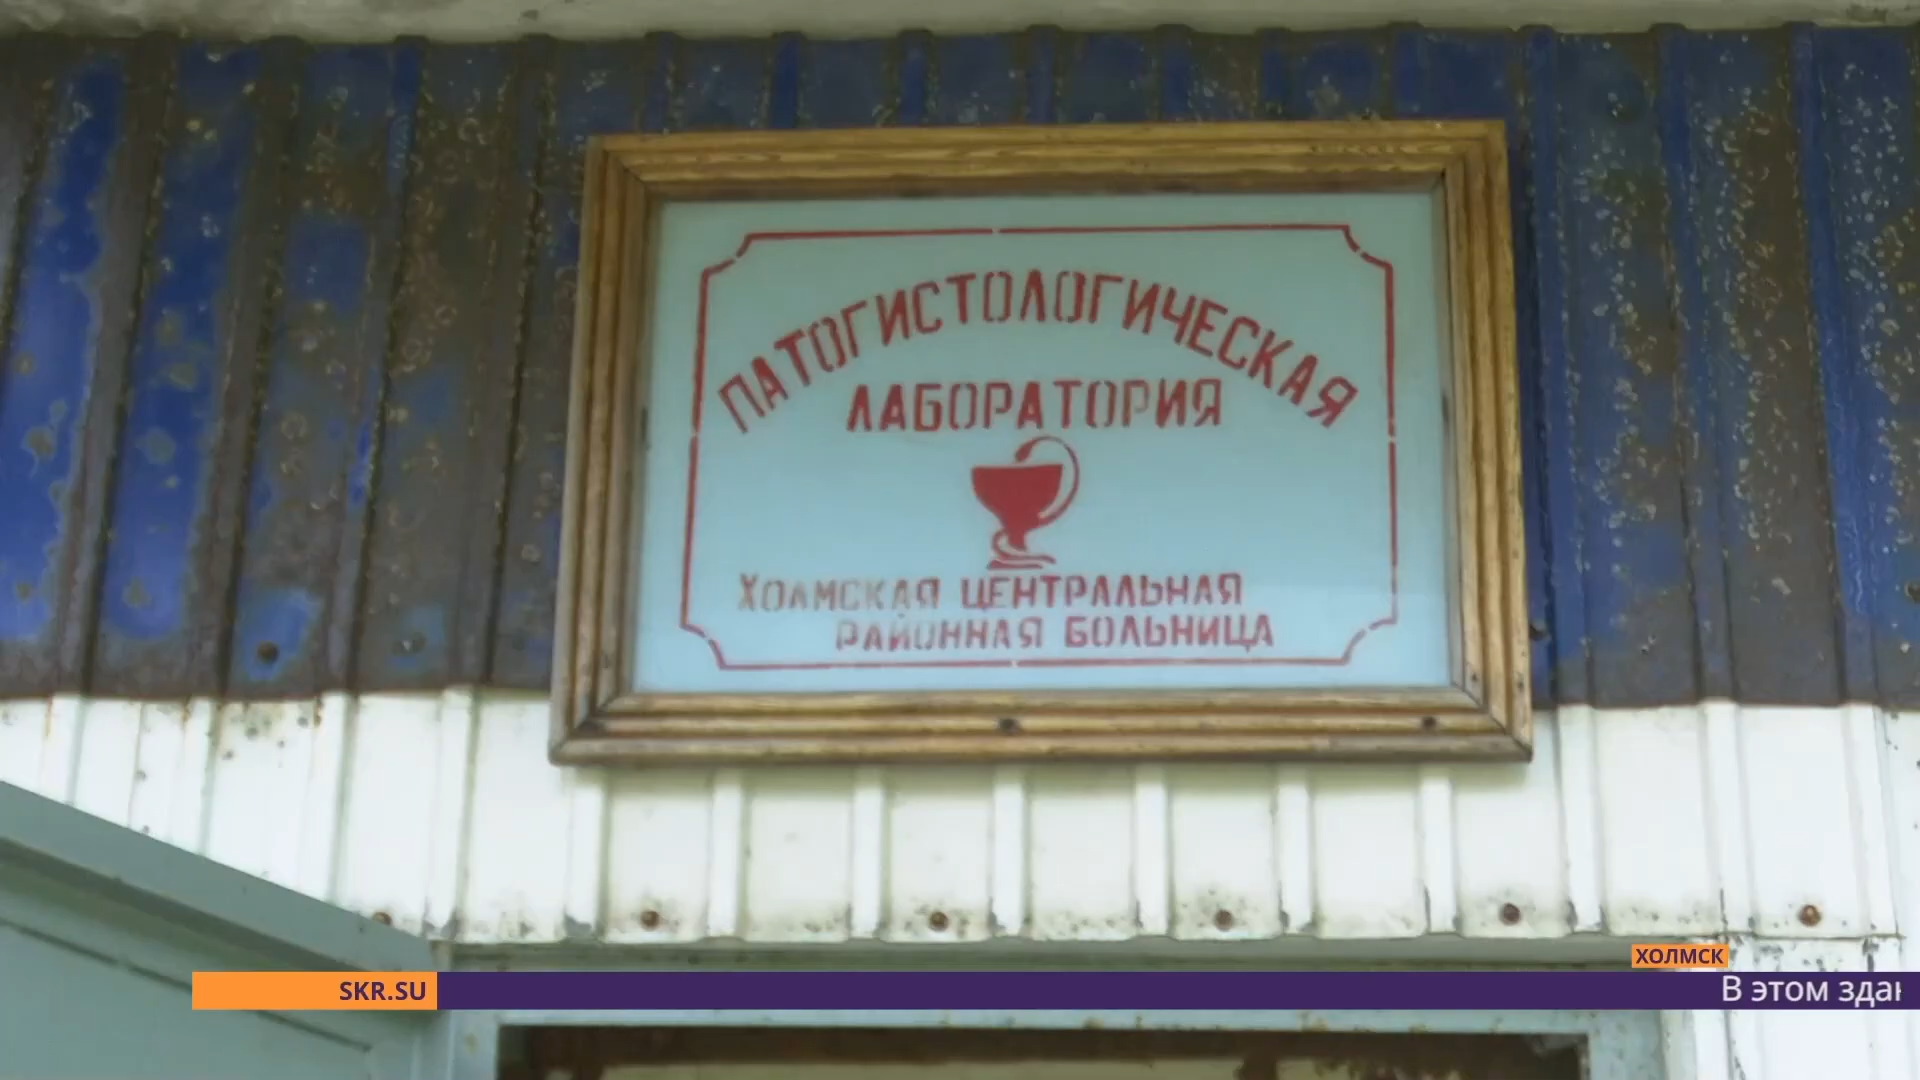 ПАТОГИСТОЛОГИЧЕСКАЯ
ЛАБОРАТОРИЯ
ХОЛМСКАЯ ЦЕНТРАЛЬНАЯ
РАЙОННАЯ БОЛЬНИЦА
ХОЛМСК
SKR.SU
В этом